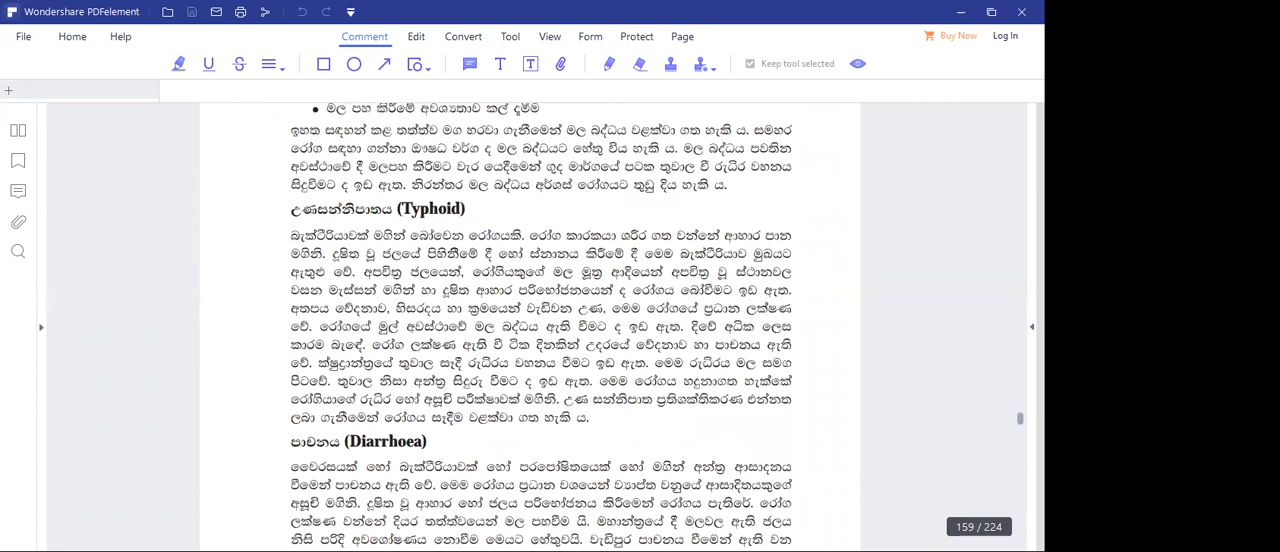 Wondershare PDFelement
File Home Help Comment Edit Convert Tool View Form Protect Page Buy Now Log In
Keep tool selected
• මල පහ කිරීමේ අවශ්‍යතාව කල් දැම්ම
ඉහත සඳහන් කළ තත්ත්ව මග හරවා ගැනීමෙන් මල බද්ධය වළක්වා ගත හැකි ය. සමහර
රෝග සඳහා ගන්නා ඖෂධ වර්ග ද මල බද්ධයට හේතු විය හැකි ය. මල බද්ධය පවතින
අවස්ථාවේ දී මලපහ කිරීමට වැර යෙදීමෙන් ගුද මාර්ගයේ පටක තුවාල වී රුධිර වහනය
සිදුවීමට ද ඉඩ ඇත. නිරන්තර මල බද්ධය අර්ශස් රෝගයට තුඩු දිය හැකි ය.
උණසන්නිපාතය (Typhoid)
බැක්ටීරියාවක් මගින් බෝවෙන රෝගයකි. රෝග කාරකයා ශරීර ගත වන්නේ ආහාර පාන
මගිනි. දූෂිත වූ ජලයේ පිහිනීමේ දී හෝ ස්නානය කිරීමේ දී මෙම බැක්ටීරියාව මුඛයට
ඇතුළු වේ. අපවිත්‍ර ජලයෙන්, රෝගියකුගේ මල මූත්‍ර ආදියෙන් අපවිත්‍ර වූ ස්ථානවල
වසන මැස්සන් මගින් හා දූෂිත ආහාර පරිභෝජනයෙන් ද රෝගය බෝවීමට ඉඩ ඇත.
අතපය වේදනාව, හිසරදය හා ක්‍රමයෙන් වැඩිවන උණ, මෙම රෝගයේ ප්‍රධාන ලක්ෂණ
වේ. රෝගයේ මුල් අවස්ථාවේ මල බද්ධය ඇති වීමට ද ඉඩ ඇත. දිවේ අධික ලෙස
කාරම බැඳේ. රෝග ලක්ෂණ ඇති වී ටික දිනකින් උදරයේ වේදනාව හා පාචනය ඇති
වේ. ක්ෂුද්‍රාන්ත්‍රයේ තුවාල සෑදී රුධිරය වහනය වීමට ඉඩ ඇත. මෙම රුධිරය මල සමග
පිටවේ. තුවාල නිසා අන්ත්‍ර සිදුරු වීමට ද ඉඩ ඇත. මෙම රෝගය හඳුනාගත හැක්කේ
රෝගියාගේ රුධිර හෝ අසූචි පරීක්ෂාවක් මගිනි. උණ සන්නිපාත ප්‍රතිශක්තිකරණ එන්නත
ලබා ගැනීමෙන් රෝගය සෑදීම වළක්වා ගත හැකි ය.
පාචනය (Diarrhoea)
වෛරසයක් හෝ බැක්ටීරියාවක් හෝ පරපෝෂිතයෙක් හෝ මගින් අන්ත්‍ර ආසාදනය
වීමෙන් පාචනය ඇති වේ. මෙම රෝගය ප්‍රධාන වශයෙන් ව්‍යාප්ත වනුයේ ආසාදිතයකුගේ
අසූචි මගිනි. දූෂිත වූ ආහාර හෝ ජලය පරිභෝජනය කිරීමෙන් රෝගය පැතිරේ. රෝග
ලක්ෂණ වන්නේ දියර තත්ත්වයෙන් මල පහවීම යි. මහාන්ත්‍රයේ දී මලවල ඇති ජලය
නිසි පරිදි අවශෝෂණය නොවීම මෙයට හේතුවයි. වැඩිපුර පාචනය වීමෙන් ඇති වන
159 / 224